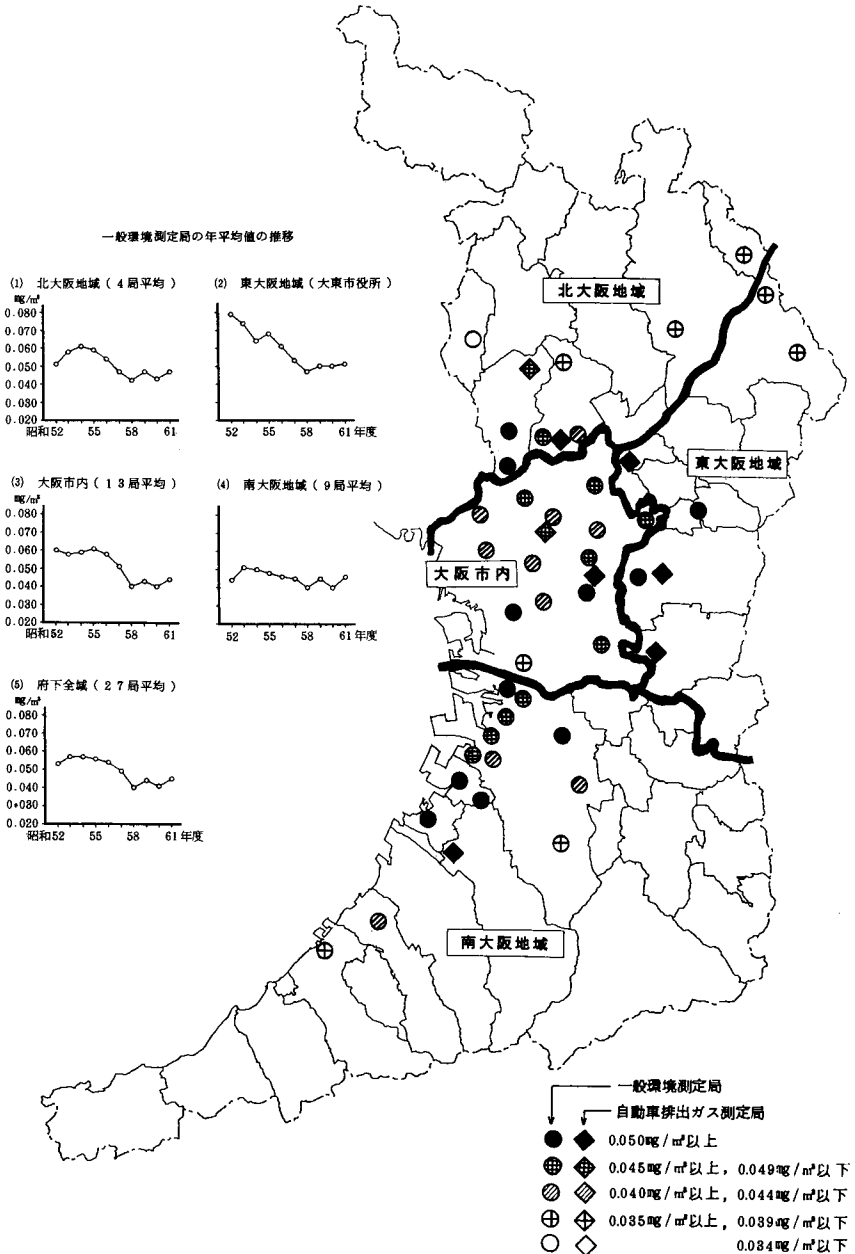 一般環境測定局の年平均値の推移
(1) 北大阪地域(4局平均)
mg/m³
0.080
0.070
0.060
0.050
0.040
0.030
0.020
昭和52 55 58 61年度
(2) 東大阪地域(大東市役所)
52 55 58 61年度
(3) 大阪市内(13局平均)
mg/m³
0.080
0.070
0.060
0.050
0.040
0.030
0.020
昭和52 55 58 61年度
(4) 南大阪地域(9局平均)
52 55 58 61年度
(5) 府下全域(27局平均)
mg/m³
0.080
0.070
0.060
0.050
0.040
0.030
0.020
昭和52 55 58 61年度
北大阪地域
東大阪地域
大阪市内
南大阪地域
一般環境測定局
自動車排出ガス測定局
0.050mg/m³以上
0.045mg/m³以上,0.049mg/m³以下
0.040mg/m³以上,0.044mg/m³以下
0.035mg/m³以上,0.039mg/m³以下
0.034mg/m³以下